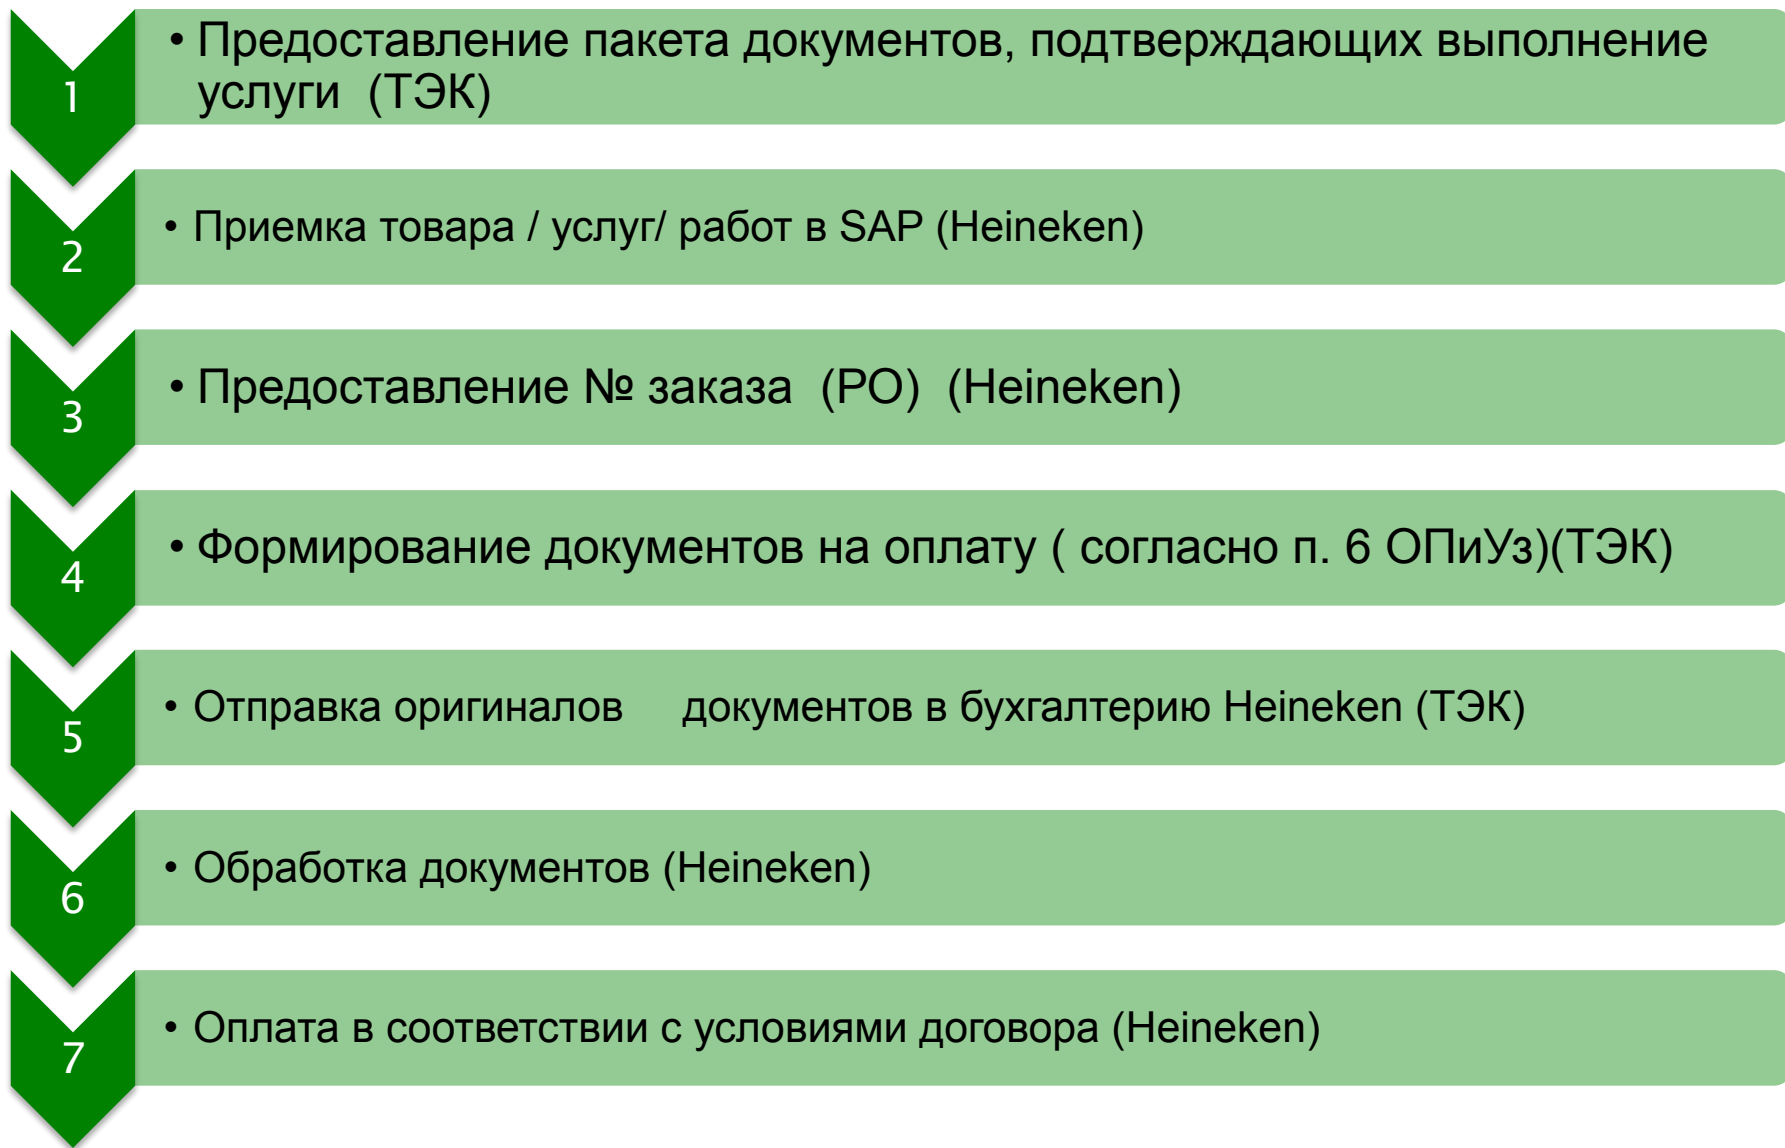 1
• Предоставление пакета документов, подтверждающих выполнение
услуги (ТЭК)
2
• Приемка товара / услуг/ работ в SAP (Heineken)
3
• Предоставление № заказа (РО) (Heineken)
4
• Формирование документов на оплату ( согласно п. 6 ОПиУз)(ТЭК)
5
• Отправка оригиналов документов в бухгалтерию Heineken (ТЭК)
6
• Обработка документов (Heineken)
7
• Оплата в соответствии с условиями договора (Heineken)